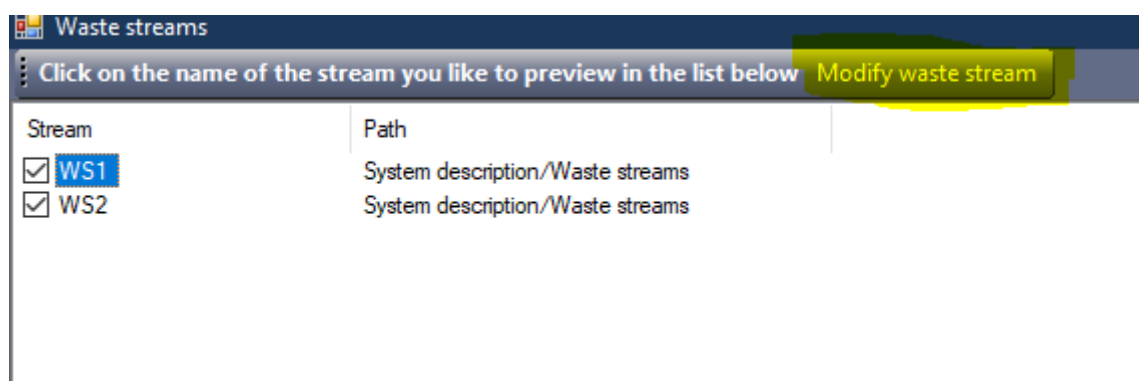 Waste streams
Click on the name of the stream you like to preview in the list below Modify waste stream
Stream Path
WS1 System description/Waste streams
WS2 System description/Waste streams